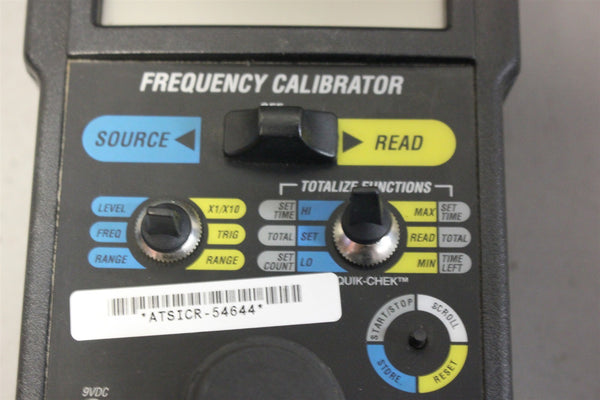 FREQUENCY CALIBRATOR
OFF
SOURCE
READ
TOTALIZE FUNCTIONS
LEVEL
X1/X10
FREQ
TRIG
RANGE
RANGE
SET TIME
HI
MAX
SET TIME
TOTAL
SET
READ
TOTAL
SET COUNT
LO
MIN
TIME LEFT
QUIK-CHEK™
*ATSICR-54644*
START/STOP
SCROLL
STORE
RESET
9VDC